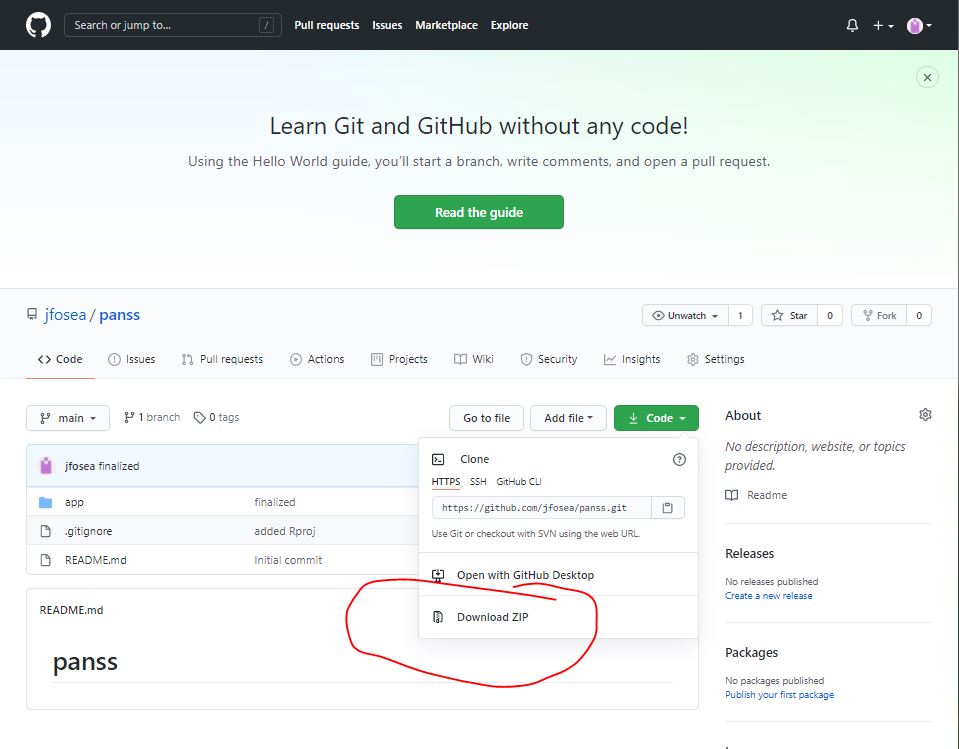 Search or jump to... /
Pull requests Issues Marketplace Explore
Learn Git and GitHub without any code!
Using the Hello World guide, you'll start a branch, write comments, and open a pull request.
Read the guide
jfosea / panss
Unwatch 1 Star 0 Fork 0
Code Issues Pull requests Actions Projects Wiki Security Insights Settings
main 1 branch 0 tags Go to file Add file Code
jfosea finalized
app finalized
.gitignore added Rproj
README.md Initial commit
Clone ?
HTTPS SSH GitHub CLI
https://github.com/jfosea/panss.git
Use Git or checkout with SVN using the web URL.
Open with GitHub Desktop
Download ZIP
README.md
panss
About
No description, website, or topics
provided.
Readme
Releases
No releases published
Create a new release
Packages
No packages published
Publish your first package